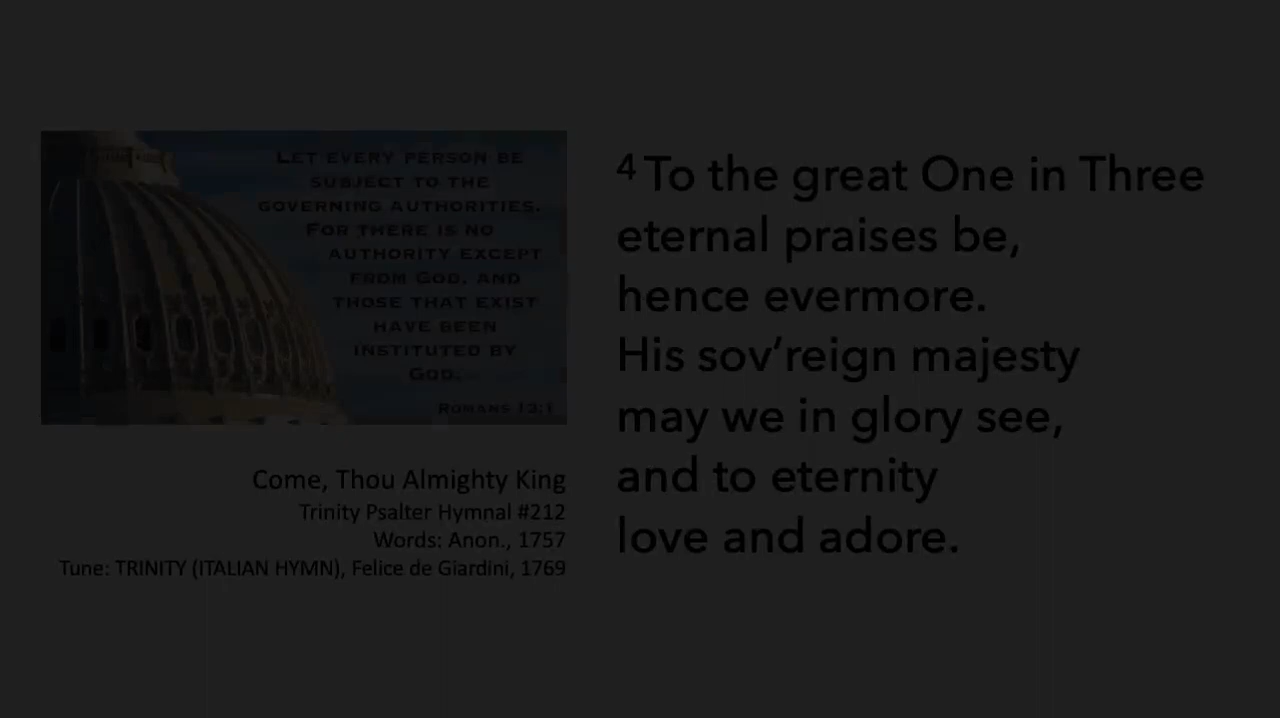 LET EVERY PERSON BE
SUBJECT TO THE
GOVERNING AUTHORITIES.
FOR THERE IS NO
AUTHORITY EXCEPT
FROM GOD, AND
THOSE THAT EXIST
HAVE BEEN
INSTITUTED BY
GOD.
ROMANS 13:1
Come, Thou Almighty King
Trinity Psalter Hymnal #212
Words: Anon., 1757
Tune: TRINITY (ITALIAN HYMN), Felice de Giardini, 1769
4 To the great One in Three
eternal praises be,
hence evermore.
His sov’reign majesty
may we in glory see,
and to eternity
love and adore.